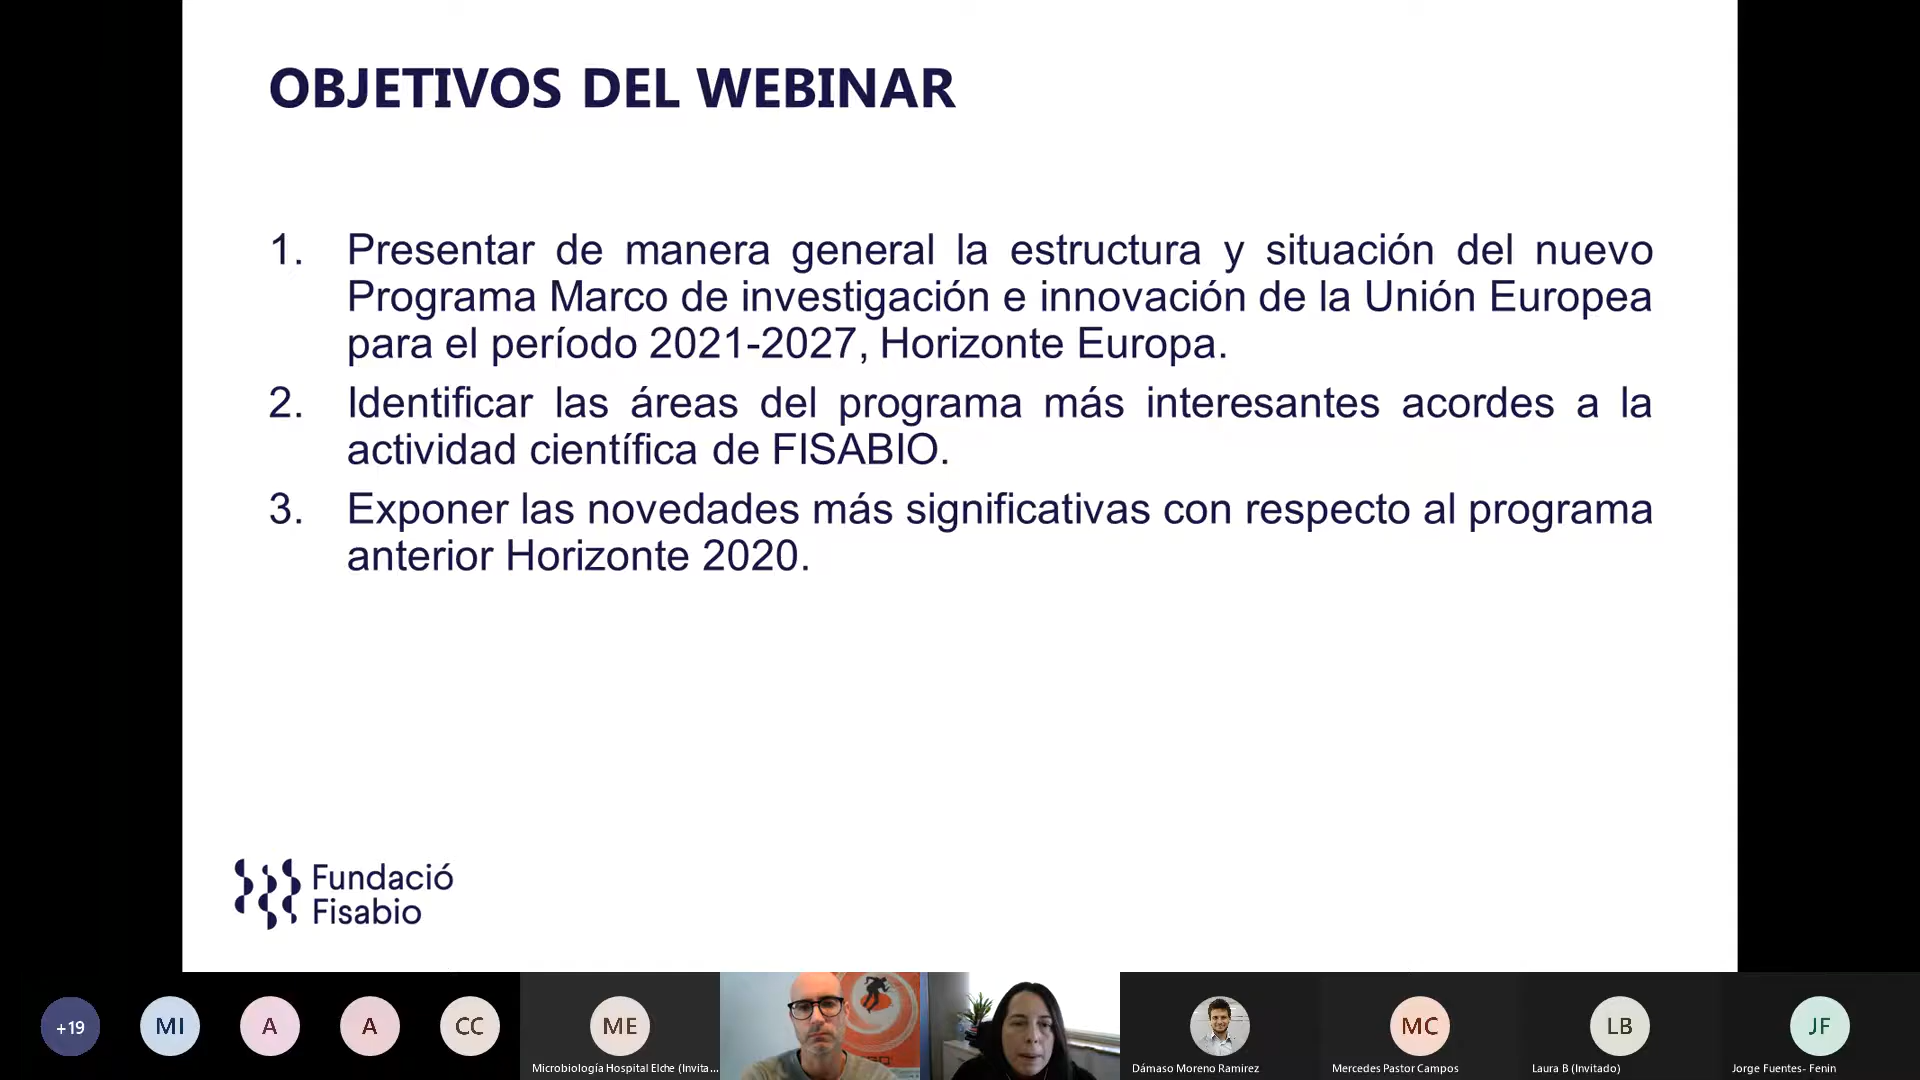 OBJETIVOS DEL WEBINAR
1. Presentar de manera general la estructura y situación del nuevo
Programa Marco de investigación e innovación de la Unión Europea
para el período 2021-2027, Horizonte Europa.
2. Identificar las áreas del programa más interesantes acordes a la
actividad científica de FISABIO.
3. Exponer las novedades más significativas con respecto al programa
anterior Horizonte 2020.
Fundació
Fisabio
+19
MI
A
A
CC
ME
MC
LB
JF
Microbiología Hospital Elche (Invita...
Dámaso Moreno Ramirez
Mercedes Pastor Campos
Laura B (Invitado)
Jorge Fuentes- Fenin